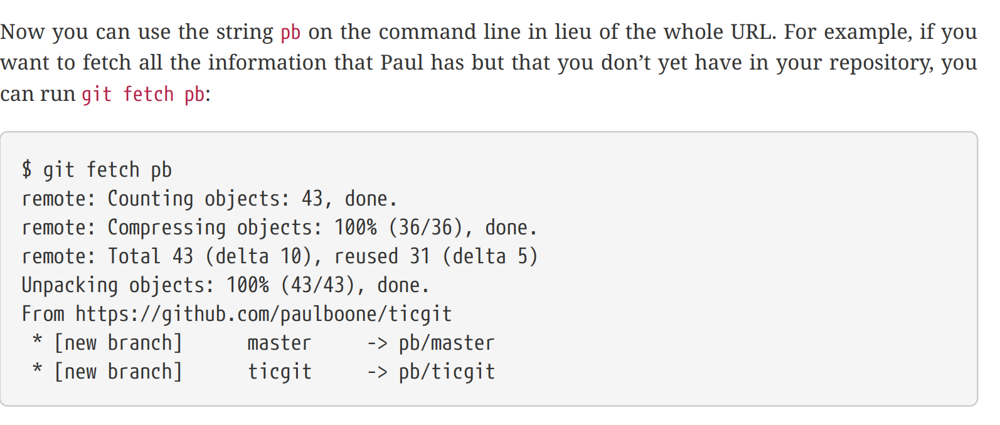 Now you can use the string pb on the command line in lieu of the whole URL. For example, if you
want to fetch all the information that Paul has but that you don’t yet have in your repository, you
can run git fetch pb:
$ git fetch pb
remote: Counting objects: 43, done.
remote: Compressing objects: 100% (36/36), done.
remote: Total 43 (delta 10), reused 31 (delta 5)
Unpacking objects: 100% (43/43), done.
From https://github.com/paulboone/ticgit
 * [new branch]      master     -> pb/master
 * [new branch]      ticgit     -> pb/ticgit